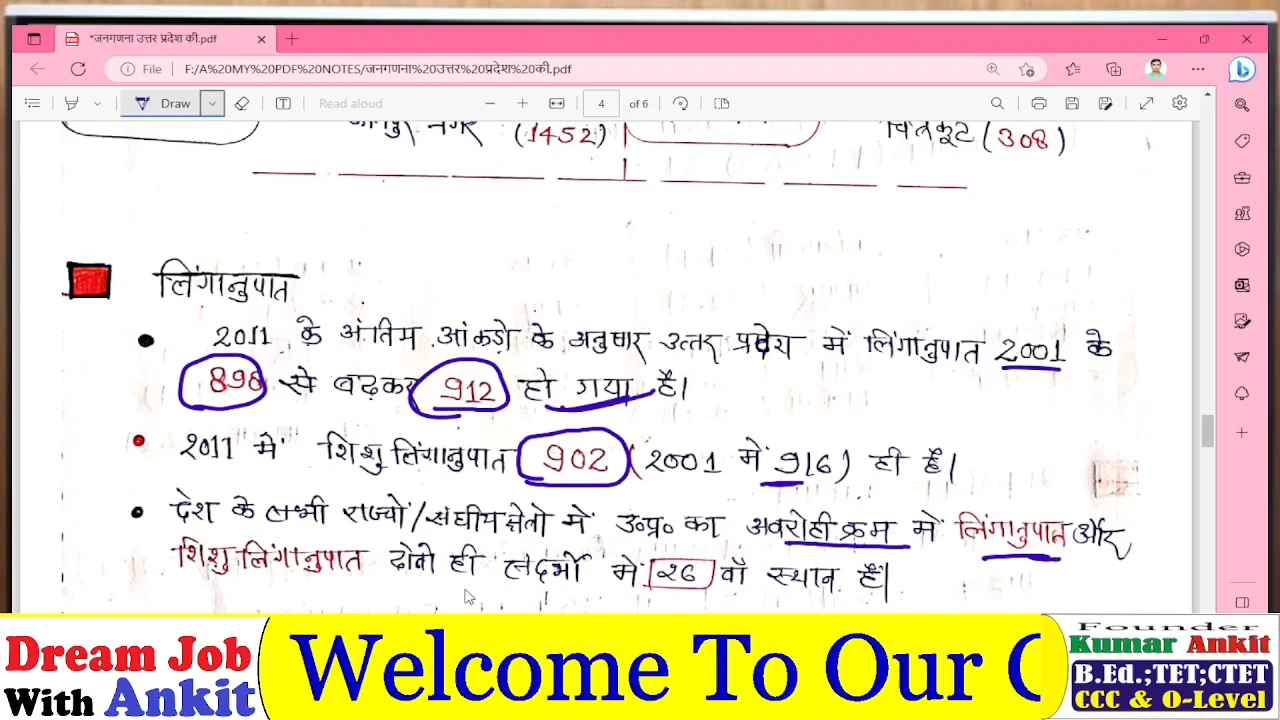 *जनगणना उत्तर प्रदेश की.pdf
File F:/A%20MY%20PDF%20NOTES/जनगणना%20उत्तर%20प्रदेश%20की.pdf
Draw Read aloud 4 of 6
नगर (1452) चित्रकूट (308)
लिंगानुपात
2011 के अंतिम आंकड़ो के अनुसार उत्तर प्रदेश में लिंगानुपात 2001 के
898 से बढ़कर 912 हो गया है।
2011 में शिशु लिंगानुपात 902 (2001 में 916) ही है।
देश के सभी राज्यों/संघीय क्षेत्रो में उ०प्र० का अवरोही क्रम में लिंगानुपात और
शिशु लिंगानुपात दोनो ही सदर्भो में 26 वाँ स्थान हैं।
Dream Job
With Ankit
Welcome To Our
Founder
Kumar Ankit
B.Ed.;TET;CTET
CCC & O-Level